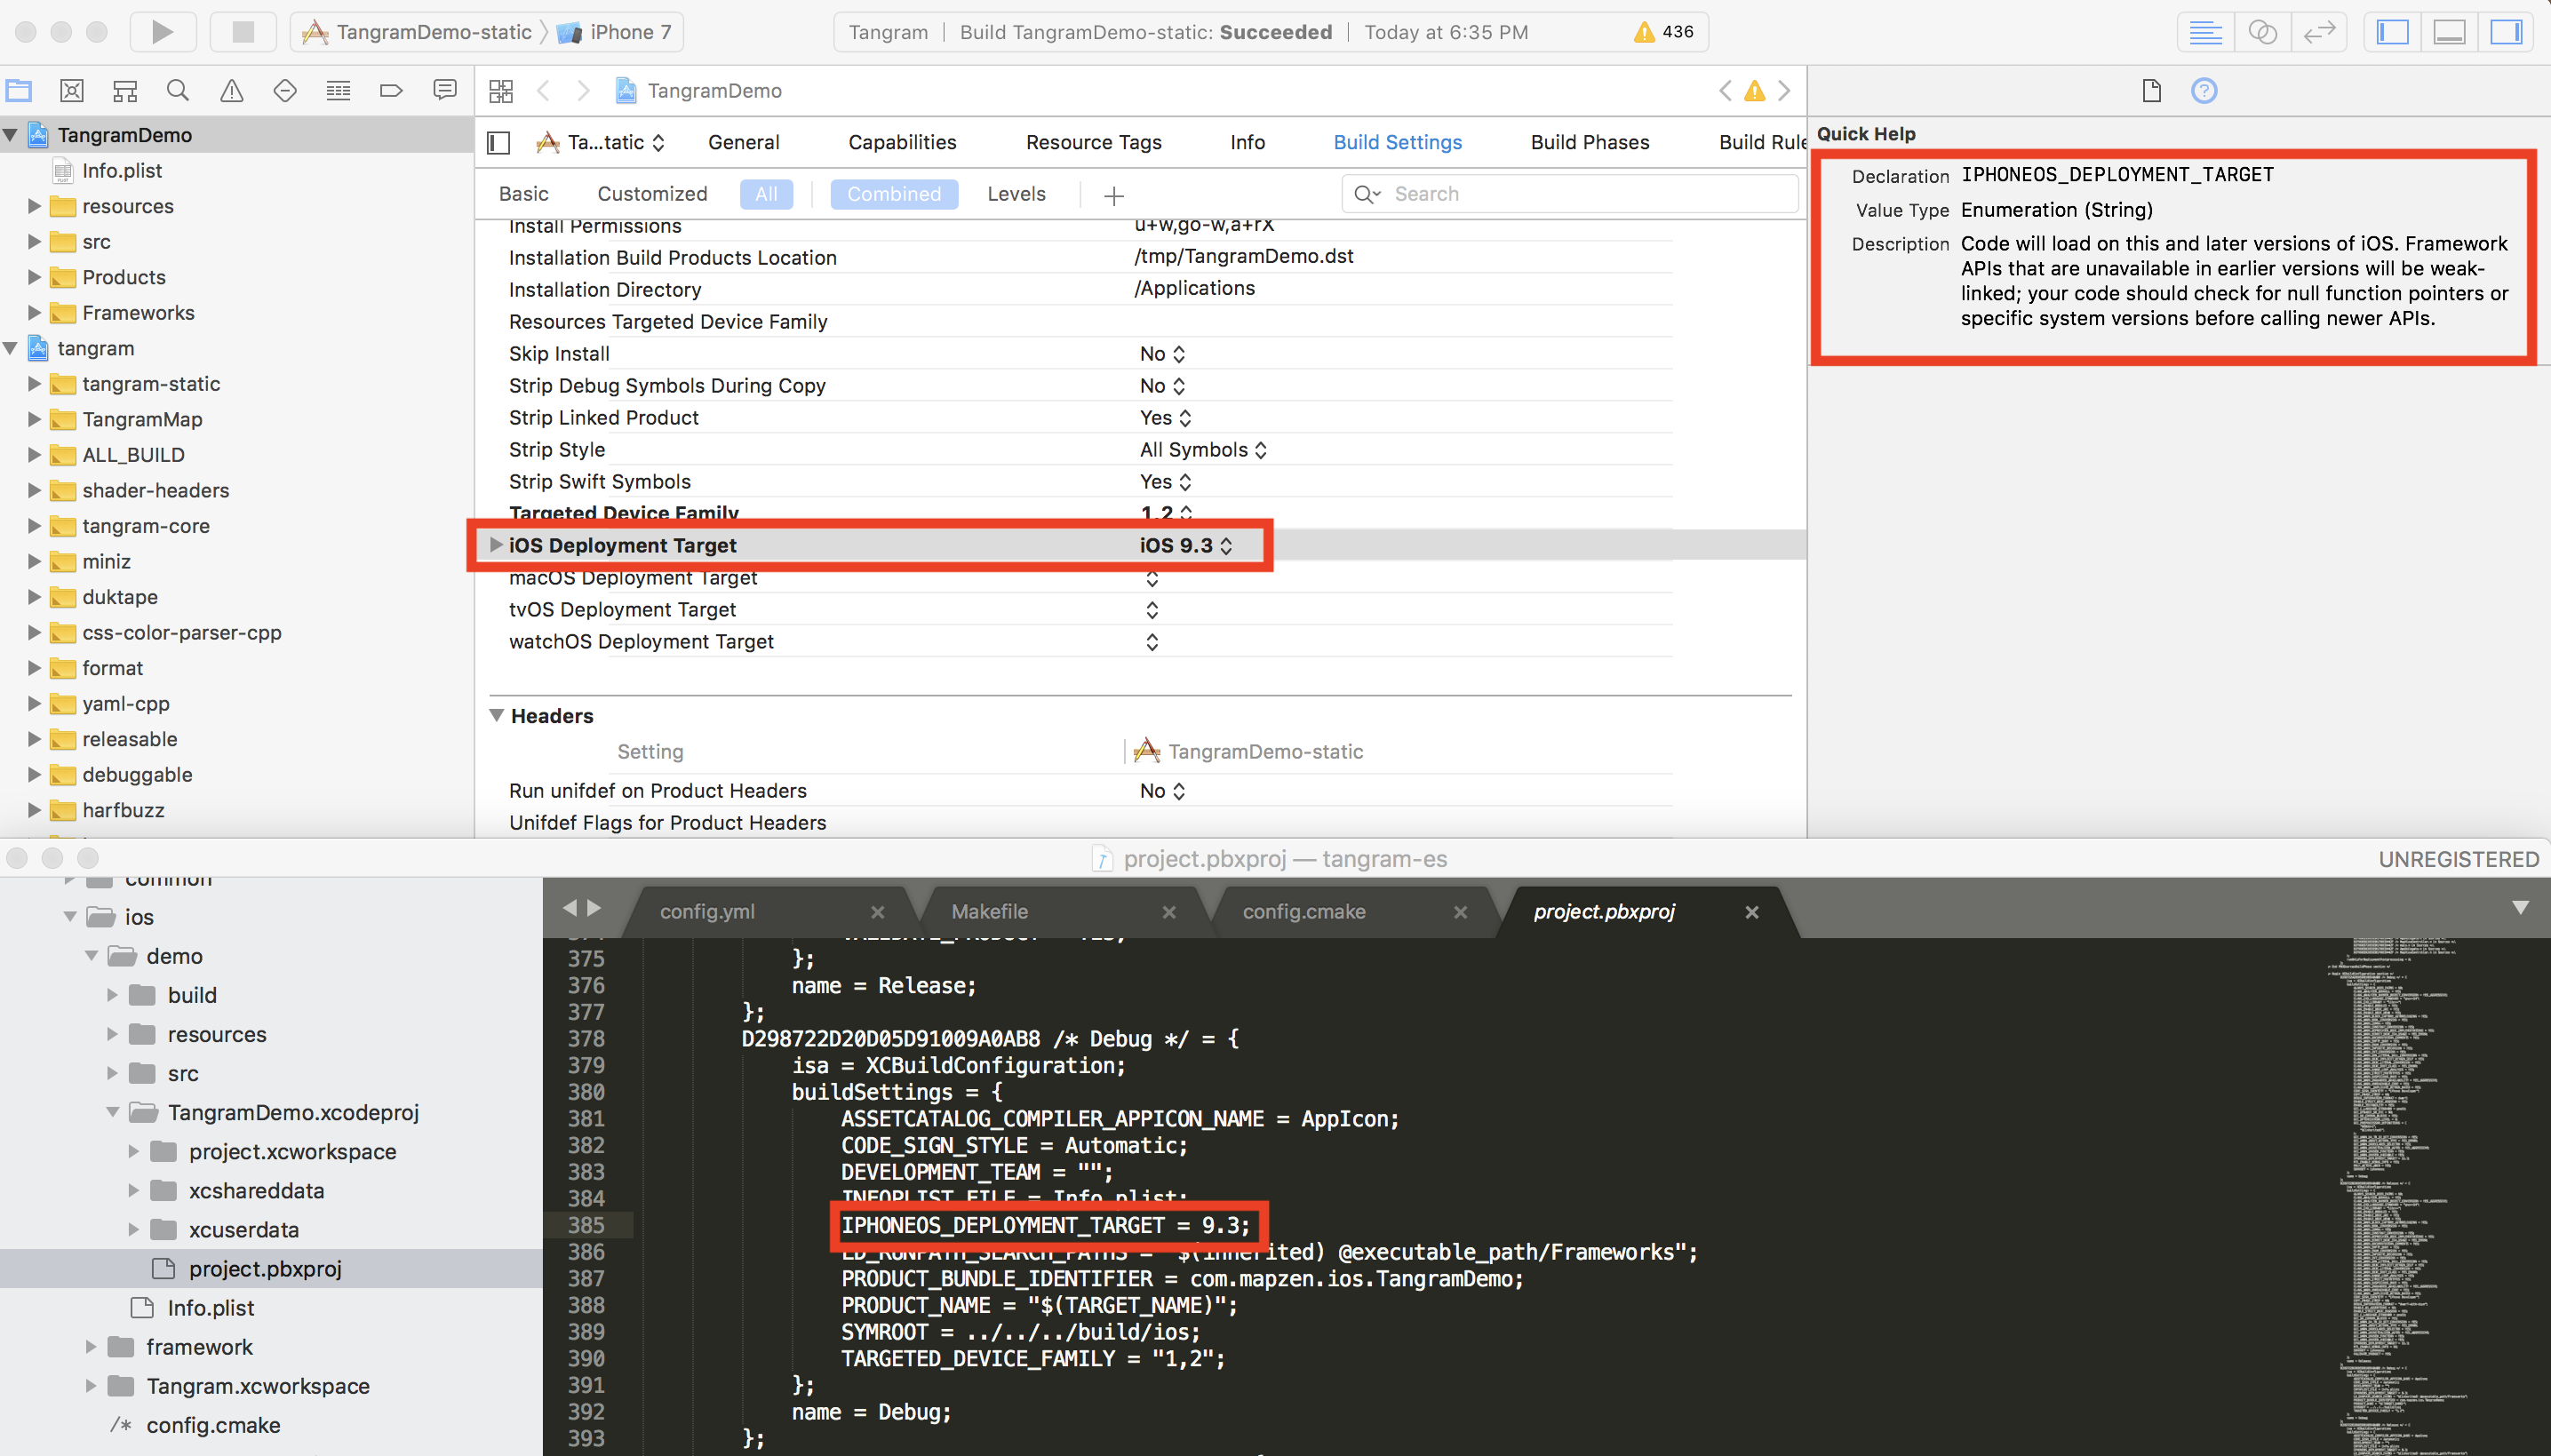 TangramDemo-static iPhone 7 Tangram Build TangramDemo-static: Succeeded Today at 6:35 PM 436
TangramDemo
TangramDemo
Info.plist
resources
src
Products
Frameworks
tangram
tangram-static
TangramMap
ALL_BUILD
shader-headers
tangram-core
miniz
duktape
css-color-parser-cpp
format
yaml-cpp
releasable
debuggable
harfbuzz
Ta...tatic General Capabilities Resource Tags Info Build Settings Build Phases Build Rule
Basic Customized All Combined Levels Search
Install Permissions u+w,go-w,a+rX
Installation Build Products Location /tmp/TangramDemo.dst
Installation Directory /Applications
Resources Targeted Device Family
Skip Install No
Strip Debug Symbols During Copy No
Strip Linked Product Yes
Strip Style All Symbols
Strip Swift Symbols Yes
Targeted Device Family 1,2
iOS Deployment Target iOS 9.3
macOS Deployment Target
tvOS Deployment Target
watchOS Deployment Target
Headers
Setting TangramDemo-static
Run unifdef on Product Headers No
Unifdef Flags for Product Headers
Quick Help
Declaration IPHONEOS_DEPLOYMENT_TARGET
Value Type Enumeration (String)
Description Code will load on this and later versions of iOS. Framework
APIs that are unavailable in earlier versions will be weak-
linked; your code should check for null function pointers or
specific system versions before calling newer APIs.
project.pbxproj — tangram-es UNREGISTERED
common
ios
demo
build
resources
src
TangramDemo.xcodeproj
project.xcworkspace
xcshareddata
xcuserdata
project.pbxproj
Info.plist
framework
Tangram.xcworkspace
/* config.cmake
config.yml Makefile config.cmake project.pbxproj
374 VALIDATE_PRODUCT = YES;
375 };
376 name = Release;
377 };
378 D298722D20D05D91009A0AB8 /* Debug */ = {
379 isa = XCBuildConfiguration;
380 buildSettings = {
381 ASSETCATALOG_COMPILER_APPICON_NAME = AppIcon;
382 CODE_SIGN_STYLE = Automatic;
383 DEVELOPMENT_TEAM = "";
384 INFOPLIST_FILE = Info.plist;
385 IPHONEOS_DEPLOYMENT_TARGET = 9.3;
386 LD_RUNPATH_SEARCH_PATHS = "$(inherited) @executable_path/Frameworks";
387 PRODUCT_BUNDLE_IDENTIFIER = com.mapzen.ios.TangramDemo;
388 PRODUCT_NAME = "$(TARGET_NAME)";
389 SYMROOT = ../../../build/ios;
390 TARGETED_DEVICE_FAMILY = "1,2";
391 };
392 name = Debug;
393 };